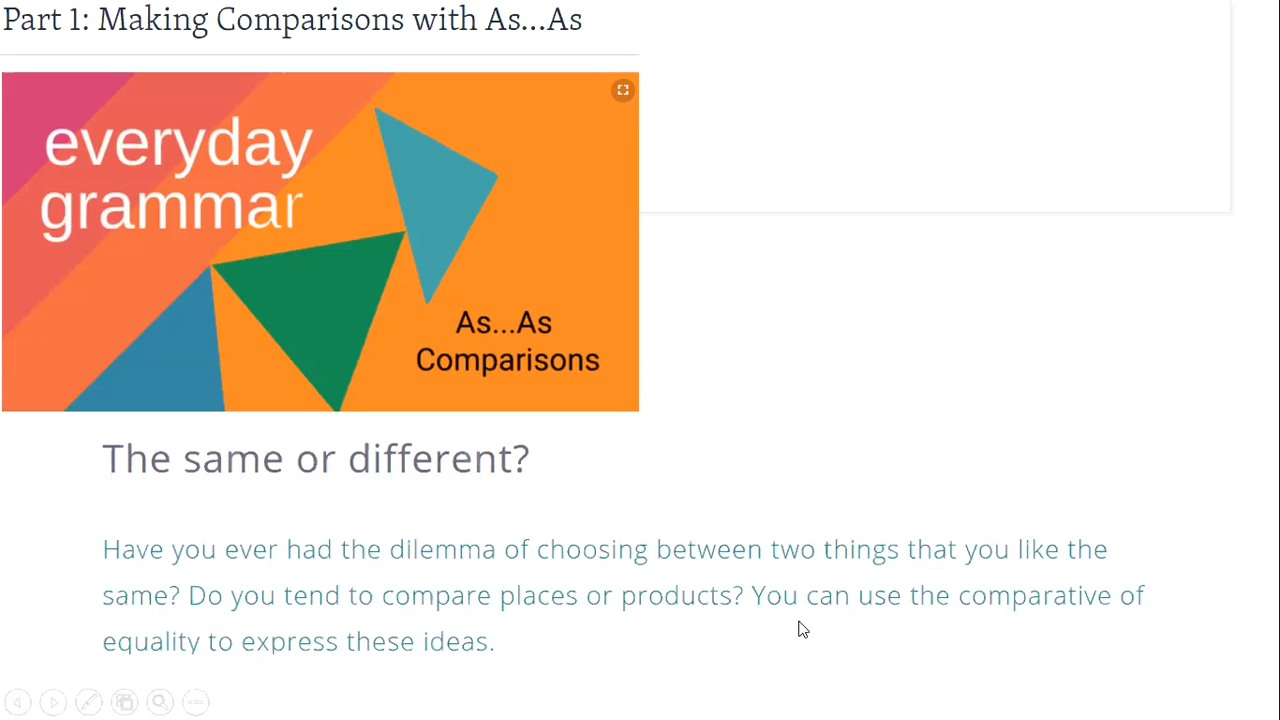 Part 1: Making Comparisons with As...As
everyday
grammar
As...As
Comparisons
The same or different?
Have you ever had the dilemma of choosing between two things that you like the
same? Do you tend to compare places or products? You can use the comparative of
equality to express these ideas.